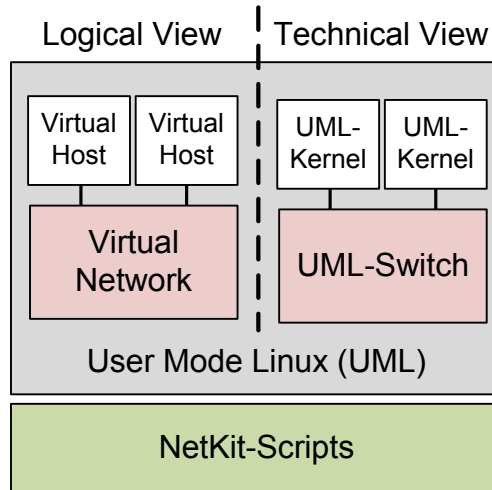 Logical View Technical View
Virtual Host
Virtual Host
UML-Kernel
UML-Kernel
Virtual Network
UML-Switch
User Mode Linux (UML)
NetKit-Scripts